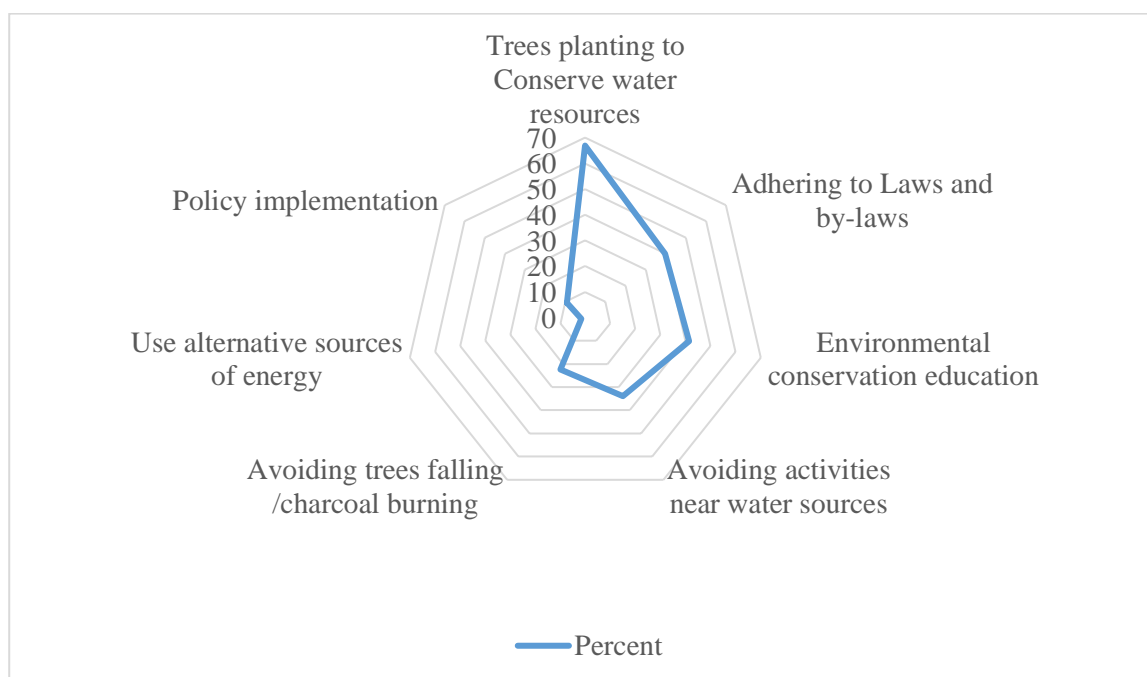 Trees planting to
Conserve water
resources
70
60
50
40
30
20
10
0
Adhering to Laws and
by-laws
Environmental
conservation education
Avoiding activities
near water sources
Avoiding trees falling
/charcoal burning
Use alternative sources
of energy
Policy implementation
Percent